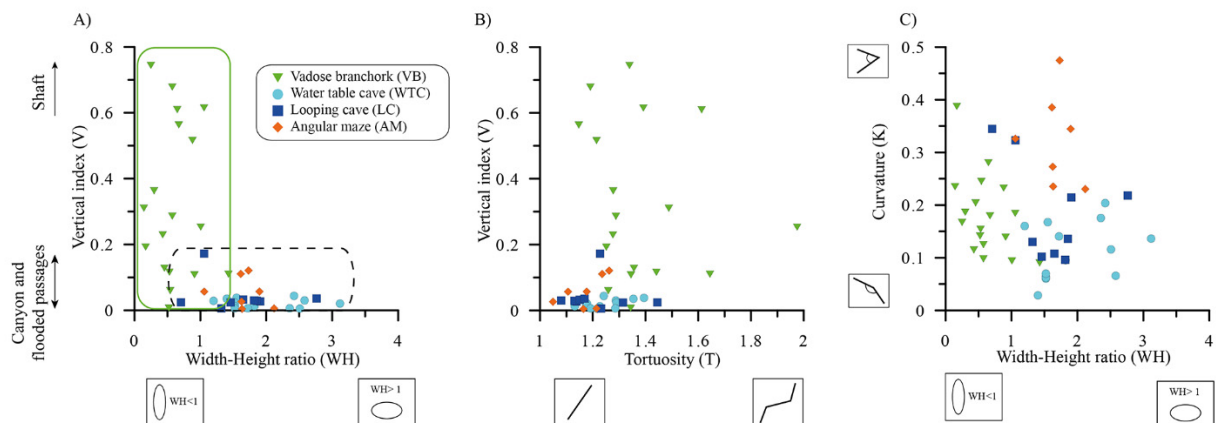 A)
Shaft
Canyon and
flooded passages
Vertical index (V)
0.8
0.6
0.4
0.2
0
Vadose branchork (VB)
Water table cave (WTC)
Looping cave (LC)
Angular maze (AM)
0 1 2 3 4
Width-Height ratio (WH)
WH<1
WH> 1
B)
Vertical index (V)
0.8
0.6
0.4
0.2
0
1 1.2 1.4 1.6 1.8 2
Tortuosity (T)
C)
Curvature (K)
0.5
0.4
0.3
0.2
0.1
0
0 1 2 3 4
Width-Height ratio (WH)
WH<1
WH> 1